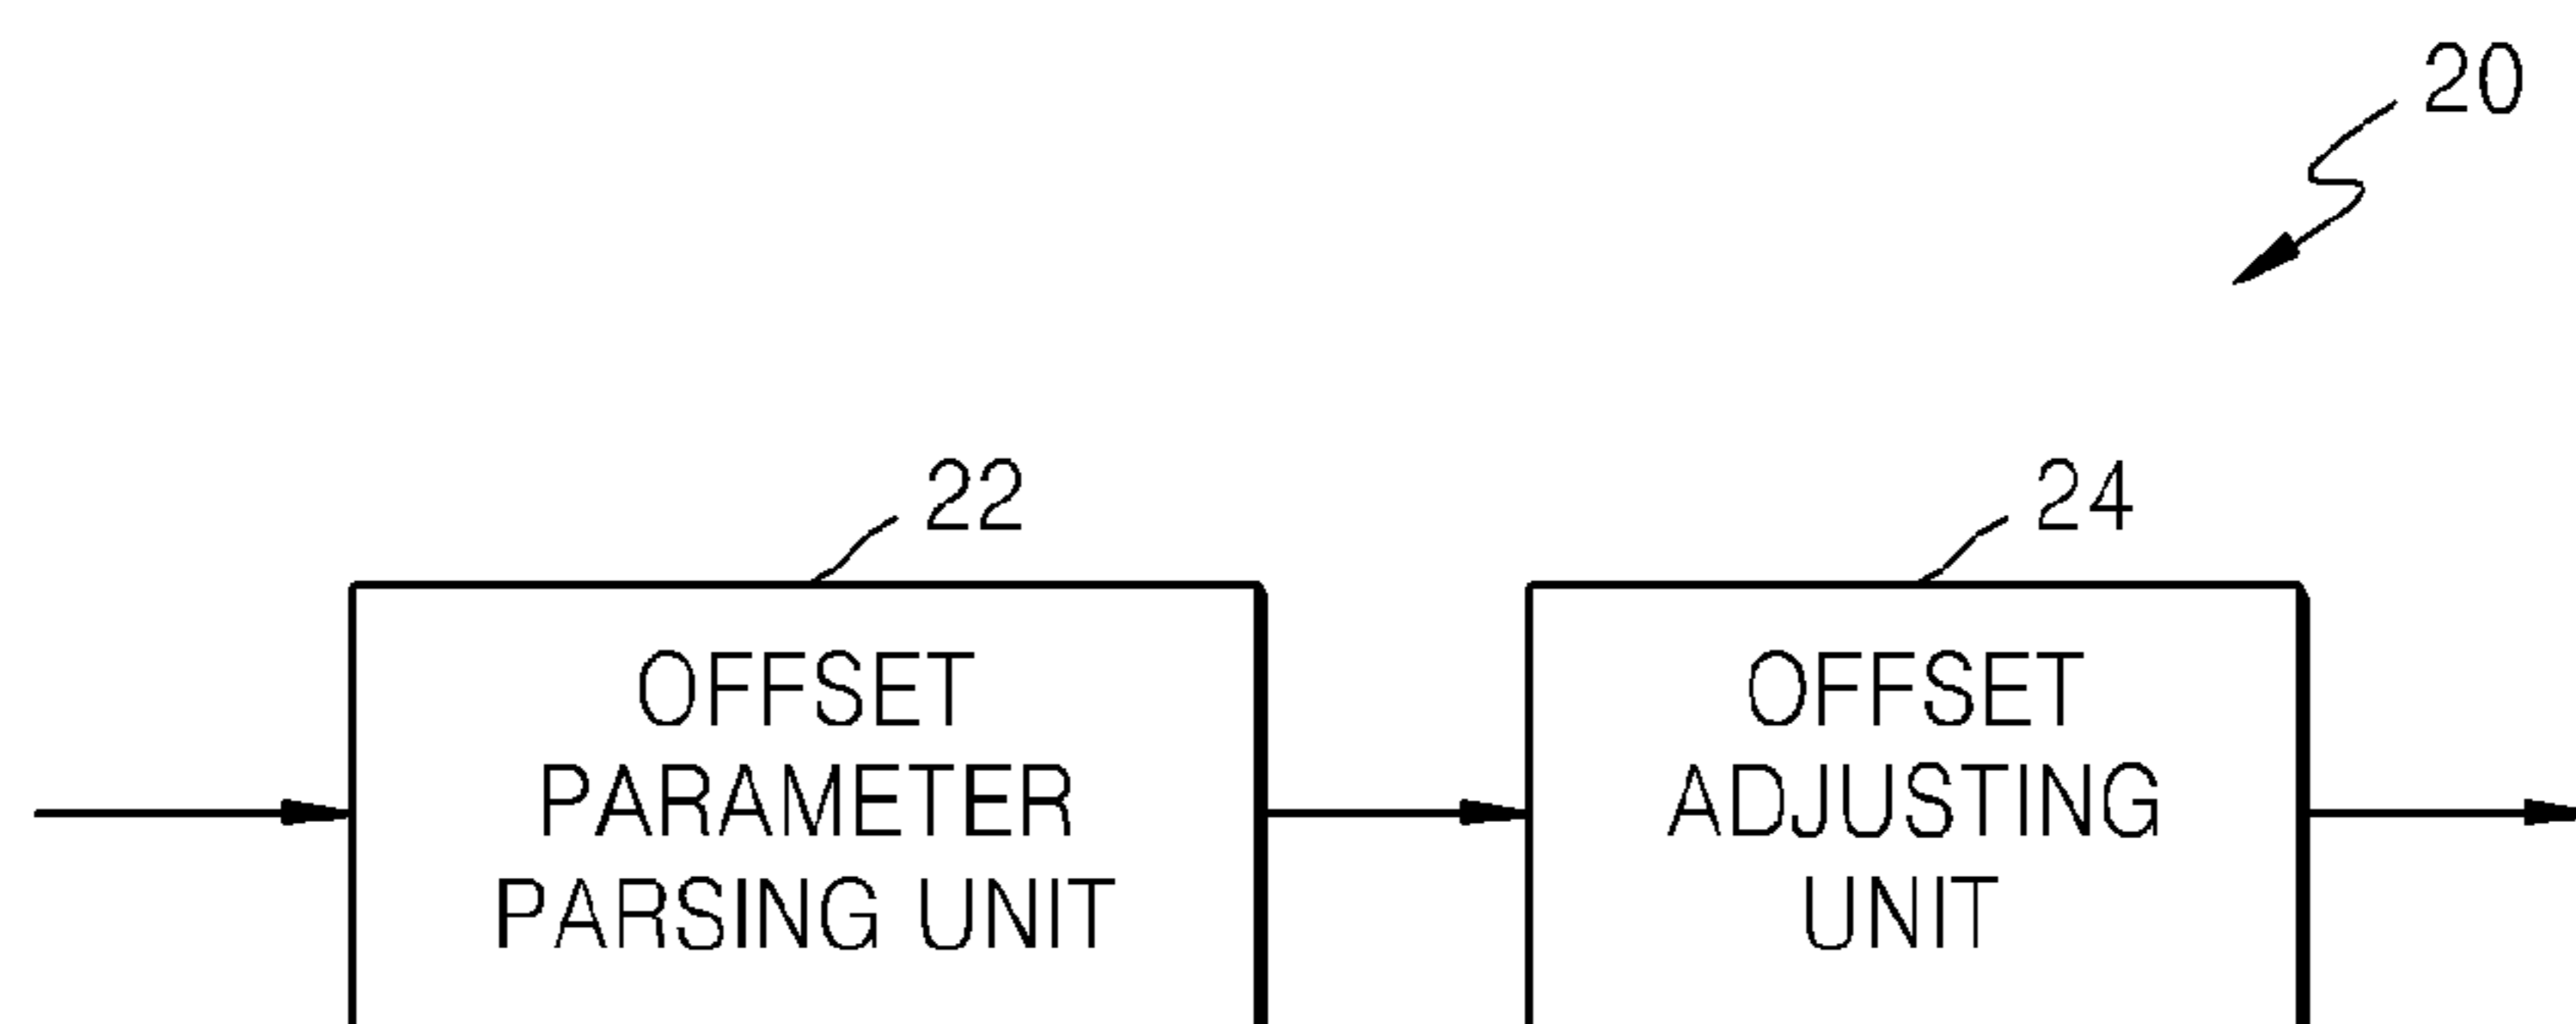 20
22
24
OFFSET
PARAMETER
PARSING UNIT
OFFSET
ADJUSTING
UNIT